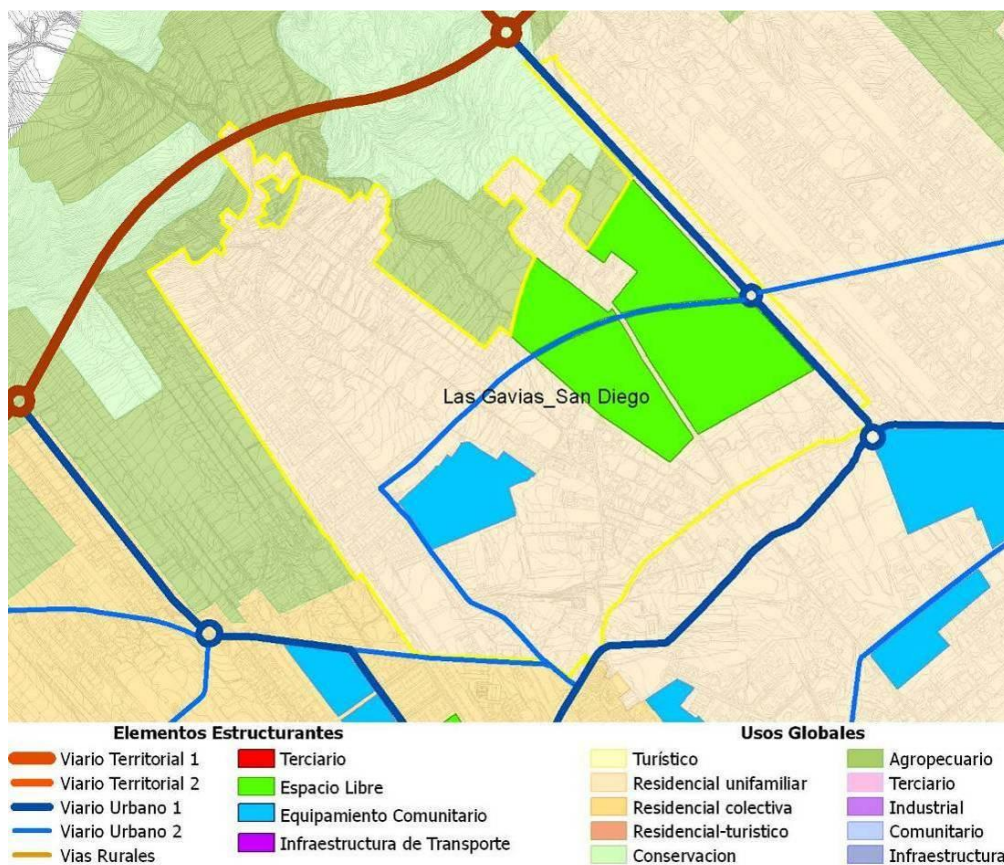 Las Gavias_San Diego
Elementos Estructurantes
Viario Territorial 1
Viario Territorial 2
Viario Urbano 1
Viario Urbano 2
Vias Rurales
Terciario
Espacio Libre
Equipamiento Comunitario
Infraestructura de Transporte
Usos Globales
Turístico
Residencial unifamiliar
Residencial colectiva
Residencial-turistico
Conservacion
Agropecuario
Terciario
Industrial
Comunitario
Infraestructura